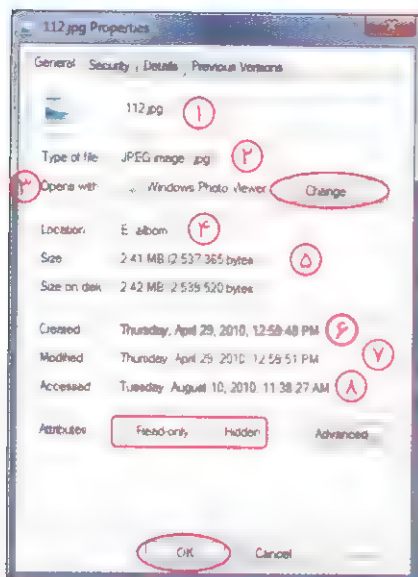 112.jpg Properties
General Security Details Previous Versions
112.jpg ۱
Type of file JPEG image .jpg ۲
۳ Opens with Windows Photo Viewer Change
Location E albom ۴
Size 2.41 MB (2 537 365 bytes ۵
Size on disk 2.42 MB 2 539 520 bytes
Created Thursday, April 29, 2010, 12:59:48 PM ۶
Modified Thursday April 29 2010 12 59 51 PM ۷
Accessed Tuesday August 10, 2010 11 38 27 AM ۸
Attributes Read-only Hidden Advanced
OK Cancel